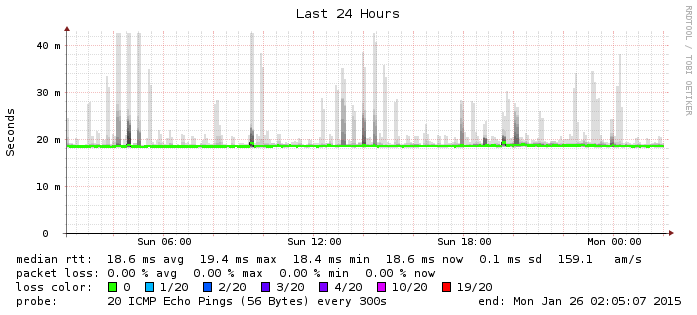 Last 24 Hours
RRDTOOL / TOBI OETIKER
Seconds
40 m
30 m
20 m
10 m
0
Sun 06:00 Sun 12:00 Sun 18:00 Mon 00:00
median rtt: 18.6 ms avg 19.4 ms max 18.4 ms min 18.6 ms now 0.1 ms sd 159.1 am/s
packet loss: 0.00 % avg 0.00 % max 0.00 % min 0.00 % now
loss color: 0 1/20 2/20 3/20 4/20 10/20 19/20
probe: 20 ICMP Echo Pings (56 Bytes) every 300s end: Mon Jan 26 02:05:07 2015